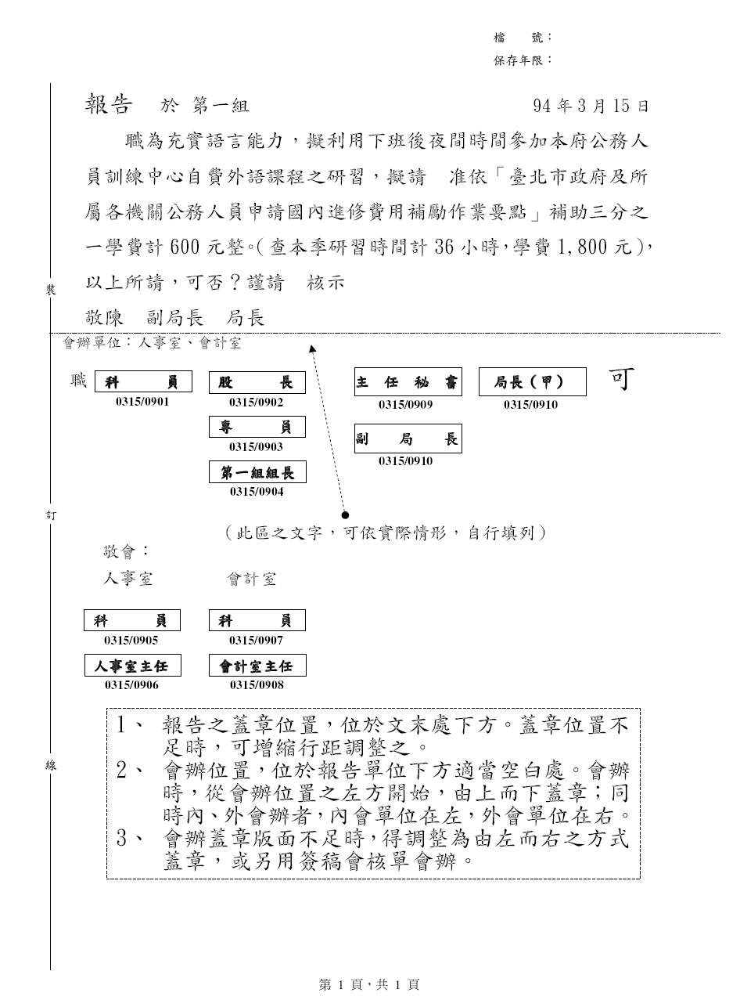 檔　　號：
保存年限：
報告　於 第一組　94 年 3 月 15 日
職為充實語言能力，擬利用下班後夜間時間參加本府公務人
員訓練中心自費外語課程之研習，擬請　准依「臺北市政府及所
屬各機關公務人員申請國內進修費用補勵作業要點」補助三分之
一學費計 600 元整。（查本季研習時間計 36 小時，學費 1,800 元），
以上所請，可否？謹請　核示
敬陳　副局長　局長
裝
會辦單位：人事室、會計室
職　科　員　股　長　主 任 秘 書　局長（甲）　可
0315/0901　0315/0902　0315/0909　0315/0910
專　員　副　局　長
0315/0903　0315/0910
第一組組長
0315/0904
訂
（此區之文字，可依實際情形，自行填列）
敬會：
人事室　會計室
科　員　科　員
0315/0905　0315/0907
人事室主任　會計室主任
0315/0906　0315/0908
1、 報告之蓋章位置，位於文末處下方。蓋章位置不
足時，可增縮行距調整之。
線
2、 會辦位置，位於報告單位下方適當空白處。會辦
時，從會辦位置之左方開始，由上而下蓋章；同
時內、外會辦者，內會單位在左，外會單位在右。
3、 會辦蓋章版面不足時，得調整為由左而右之方式
蓋章，或另用簽稿會核單會辦。
第 1 頁，共 1 頁